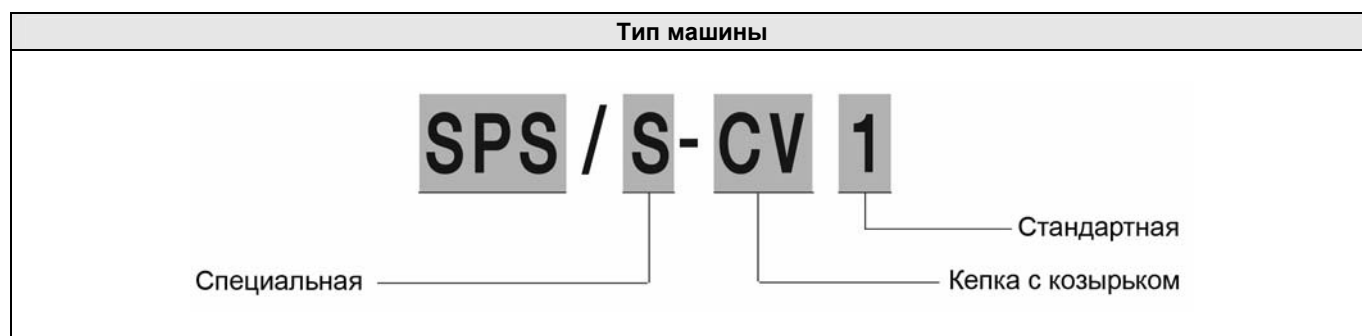 Тип машины
SPS / S- CV 1
Стандартная
Специальная
Кепка с козырьком